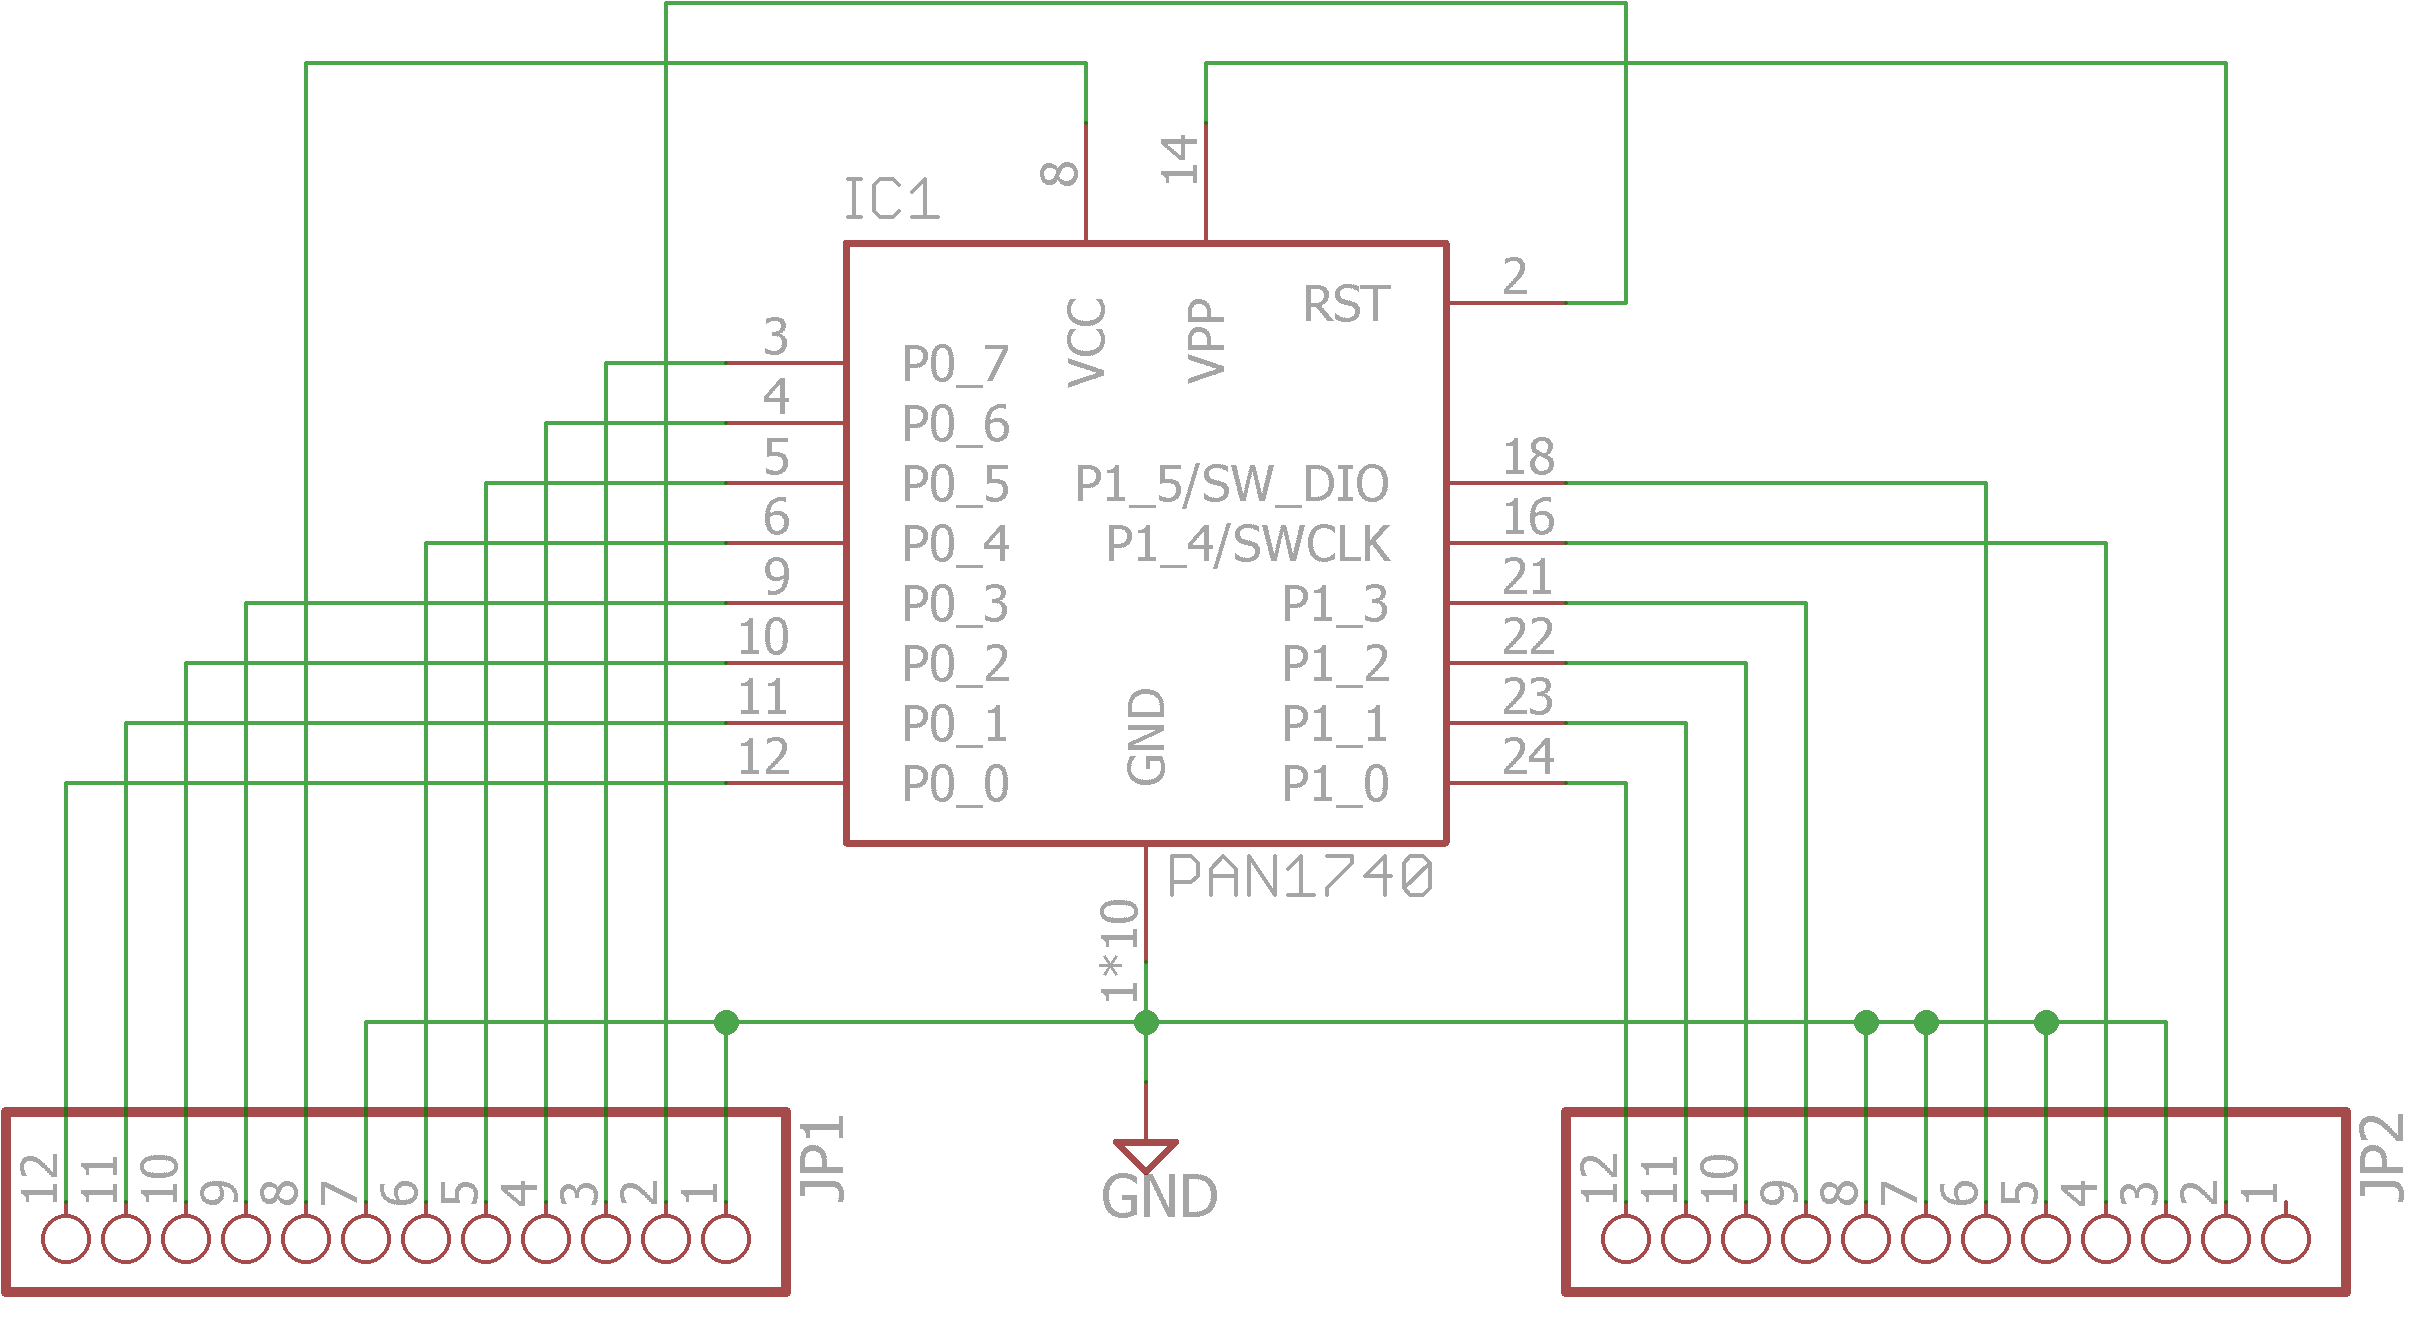 8
14
IC1
2
RST
VCC
VPP
3
P0_7
4
P0_6
5
P0_5
P1_5/SW_DIO
18
6
P0_4
P1_4/SWCLK
16
9
P0_3
P1_3
21
10
P0_2
P1_2
22
11
P0_1
P1_1
23
12
P0_0
GND
P1_0
24
PAN1740
1*10
GND
12 11 10 9 8 7 6 5 4 3 2 1
JP1
12 11 10 9 8 7 6 5 4 3 2 1
JP2